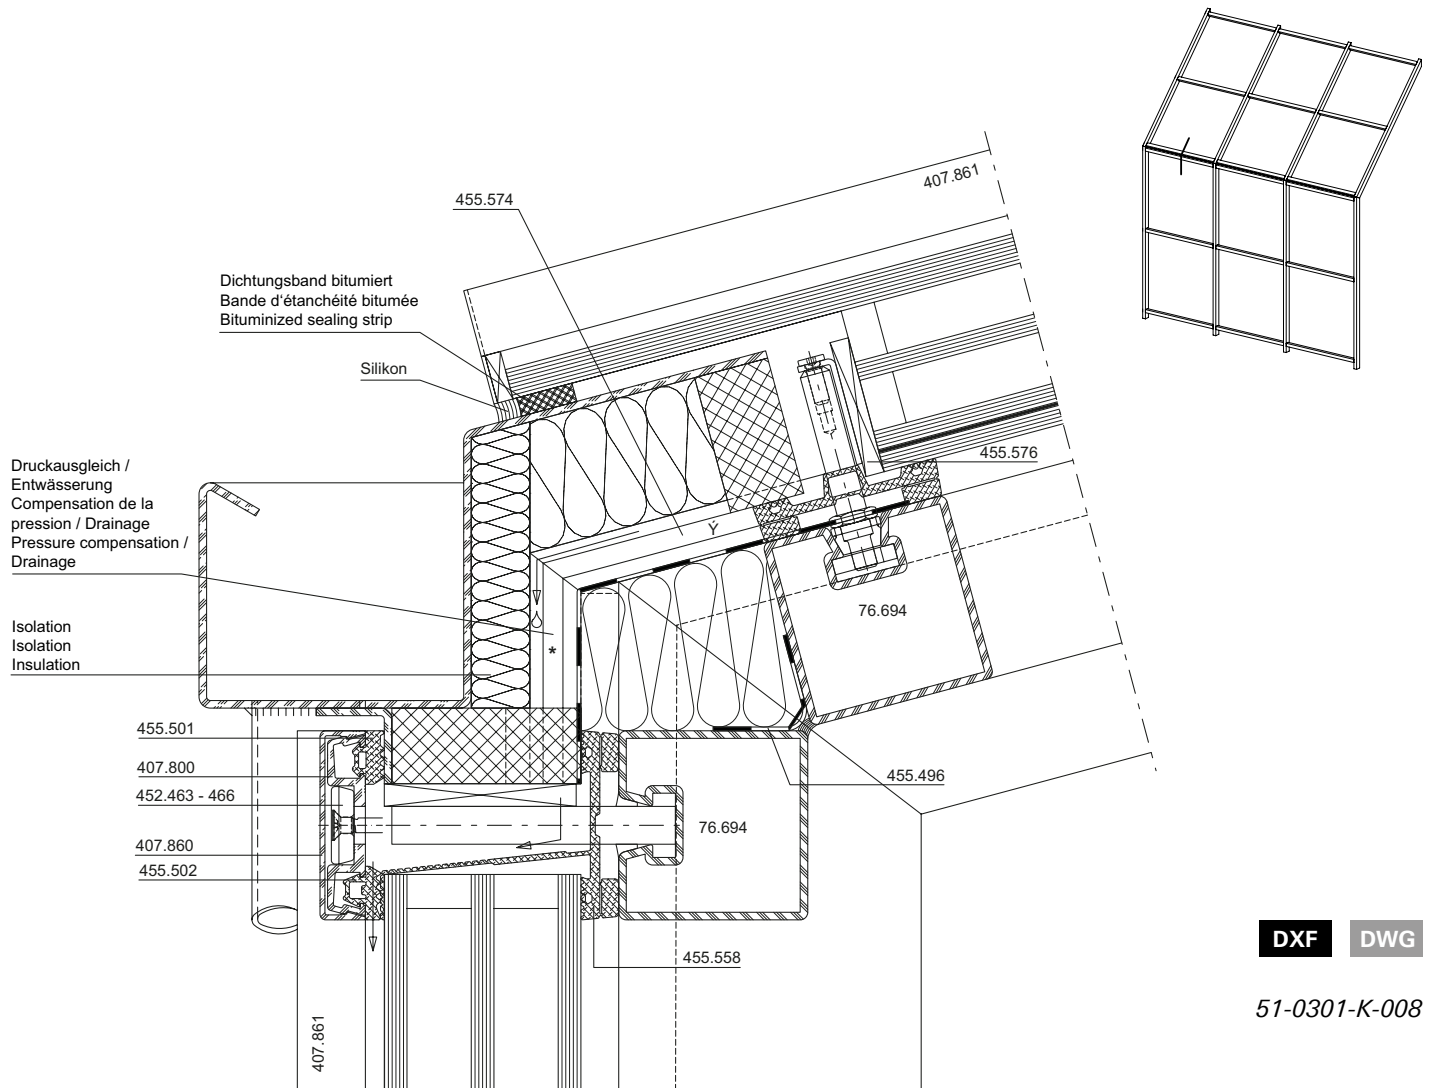 407.861
455.574
Dichtungsband bitumiert
Bande d'étanchéité bitumée
Bituminized sealing strip
Silikon
Druckausgleich /
Entwässerung
Compensation de la
pression / Drainage
Pressure compensation /
Drainage
455.576
Ẏ
76.694
*
Isolation
Isolation
Insulation
455.501
407.800
452.463 - 466
407.860
455.502
455.496
76.694
455.558
407.861
DXF DWG
51-0301-K-008